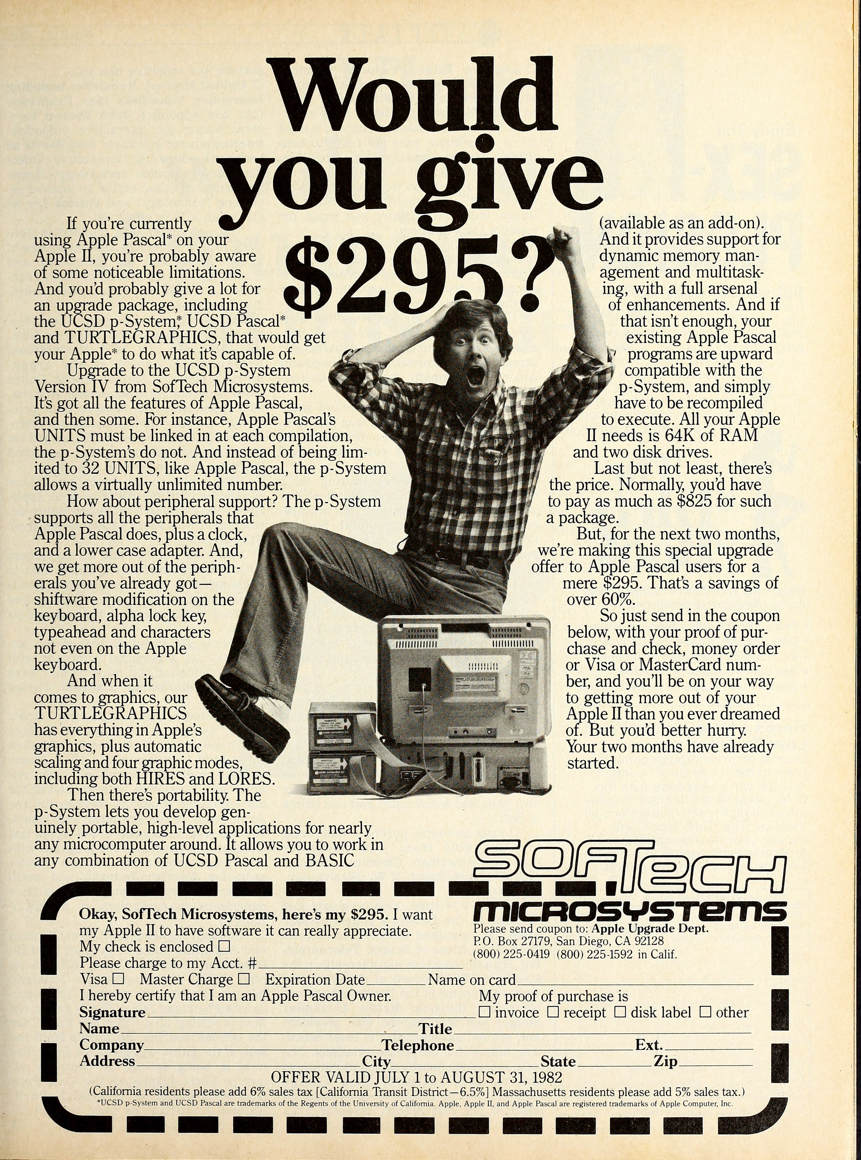 Would
you give
$295?
If you're currently
using Apple Pascal* on your
Apple II, you're probably aware
of some noticeable limitations.
And you'd probably give a lot for
an upgrade package, including
the UCSD p-System,* UCSD Pascal*
and TURTLEGRAPHICS, that would get
your Apple* to do what it's capable of.
Upgrade to the UCSD p-System
Version IV from SofTech Microsystems.
It's got all the features of Apple Pascal,
and then some. For instance, Apple Pascal's
UNITS must be linked in at each compilation,
the p-System's do not. And instead of being lim-
ited to 32 UNITS, like Apple Pascal, the p-System
allows a virtually unlimited number.
How about peripheral support? The p-System
supports all the peripherals that
Apple Pascal does, plus a clock,
and a lower case adapter. And,
we get more out of the periph-
erals you've already got—
shiftware modification on the
keyboard, alpha lock key,
typeahead and characters
not even on the Apple
keyboard.
And when it
comes to graphics, our
TURTLEGRAPHICS
has everything in Apple's
graphics, plus automatic
scaling and four graphic modes,
including both HIRES and LORES.
Then there's portability. The
p-System lets you develop gen-
uinely portable, high-level applications for nearly
any microcomputer around. It allows you to work in
any combination of UCSD Pascal and BASIC
(available as an add-on).
And it provides support for
dynamic memory man-
agement and multitask-
ing, with a full arsenal
of enhancements. And if
that isn't enough, your
existing Apple Pascal
programs are upward
compatible with the
p-System, and simply
have to be recompiled
to execute. All your Apple
II needs is 64K of RAM
and two disk drives.
Last but not least, there's
the price. Normally, you'd have
to pay as much as $825 for such
a package.
But, for the next two months,
we're making this special upgrade
offer to Apple Pascal users for a
mere $295. That's a savings of
over 60%.
So just send in the coupon
below, with your proof of pur-
chase and check, money order
or Visa or MasterCard num-
ber, and you'll be on your way
to getting more out of your
Apple II than you ever dreamed
of. But you'd better hurry.
Your two months have already
started.
SOFTECH
MICROSYSTEMS
Okay, SofTech Microsystems, here's my $295. I want
my Apple II to have software it can really appreciate.
My check is enclosed ☐
Please send coupon to: Apple Upgrade Dept.
P.O. Box 27179, San Diego, CA 92128
(800) 225-0419 (800) 225-1592 in Calif.
Please charge to my Acct. #
Visa ☐ Master Charge ☐ Expiration Date Name on card
I hereby certify that I am an Apple Pascal Owner. My proof of purchase is
Signature ☐ invoice ☐ receipt ☐ disk label ☐ other
Name Title
Company Telephone Ext.
Address City State Zip
OFFER VALID JULY 1 to AUGUST 31, 1982
(California residents please add 6% sales tax [California Transit District—6.5%] Massachusetts residents please add 5% sales tax.)
*UCSD p-System and UCSD Pascal are trademarks of the Regents of the University of California. Apple, Apple II, and Apple Pascal are registered trademarks of Apple Computer, Inc.